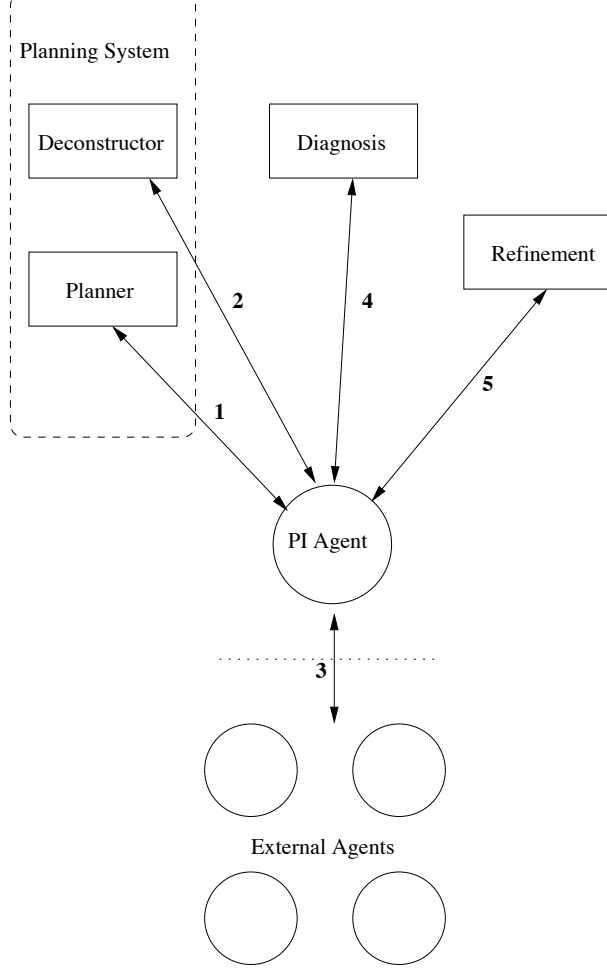 Planning System
Deconstructor
Diagnosis
Refinement
Planner
2
4
5
1
PI Agent
3
External Agents